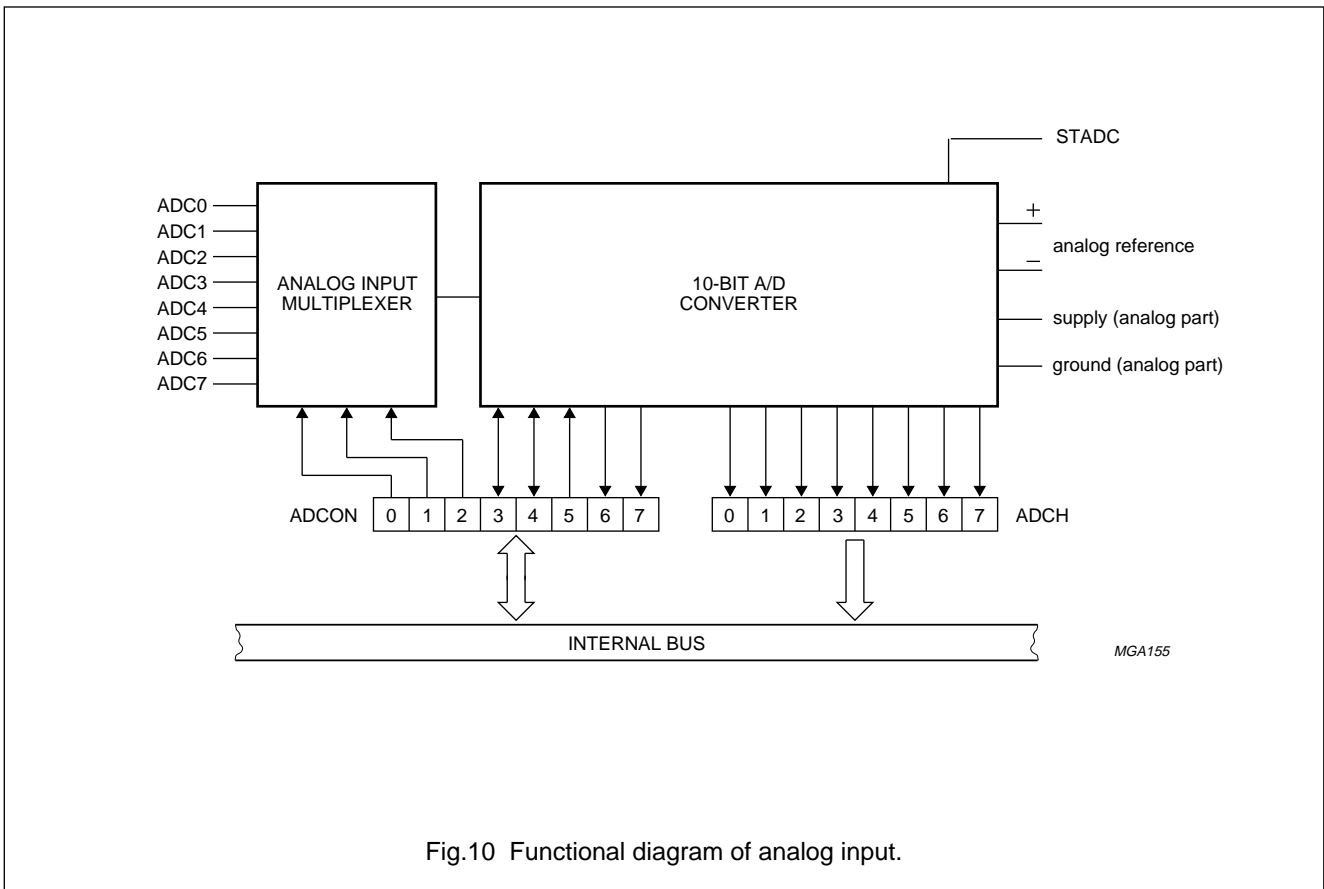 STADC
ADC0
ADC1
ADC2
ADC3
ADC4
ADC5
ADC6
ADC7
ANALOG INPUT
MULTIPLEXER
10-BIT A/D
CONVERTER
+
analog reference
−
supply (analog part)
ground (analog part)
ADCON 0 1 2 3 4 5 6 7
0 1 2 3 4 5 6 7 ADCH
INTERNAL BUS
MGA155
Fig.10 Functional diagram of analog input.